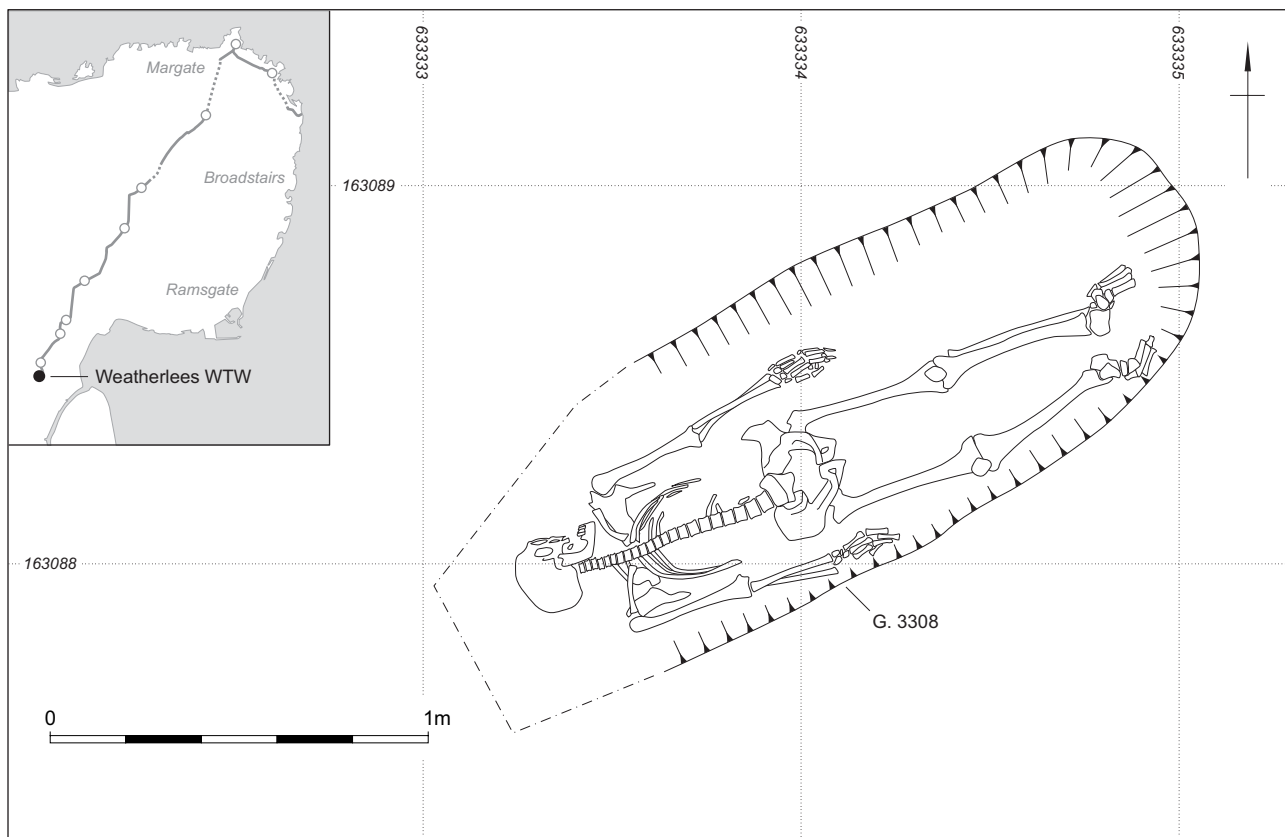 Margate
Broadstairs
Ramsgate
Weatherlees WTW
633333
633334
633335
163089
163088
G. 3308
0
1m